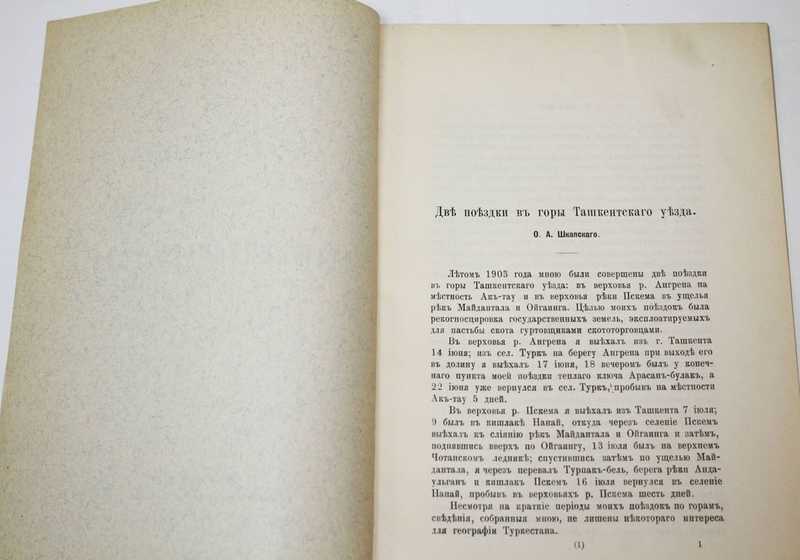 Двѣ поѣздки въ горы Ташкентскаго уѣзда.
О. А. Шкапскаго.
Лѣтомъ 1905 года мною были совершены двѣ поѣздки
въ горы Ташкентскаго уѣзда: въ верховья р. Ангрена на
мѣстность Акъ-тау и въ верховья рѣки Пскема въ ущелья
рѣкъ Майдантала и Ойгаинга. Цѣлью моихъ поѣздокъ была
рекогносцировка государственныхъ земель, эксплоатируемыхъ
для пастьбы скота гуртовщиками скототорговцами.
Въ верховья р. Ангрена я выѣхалъ изъ г. Ташкента
14 іюня; изъ сел. Туркъ на берегу Ангрена при выходѣ его
въ долину я выѣхалъ 17 іюня, 18 вечеромъ былъ у конеч-
наго пункта моей поѣздки теплаго ключа Арасанъ-булакъ, а
22 іюня уже вернулся въ сел. Туркъ, пробывъ на мѣстности
Акъ-тау 5 дней.
Въ верховья р. Пскема я выѣхалъ изъ Ташкента 7 іюля;
9 былъ въ кишлакѣ Нанай, откуда черезъ селеніе Пскемъ
выѣхалъ къ сліянію рѣкъ Майдантала и Ойгаинга и затѣмъ,
поднявшись вверхъ по Ойгаингу, 13 іюля былъ на верхнемъ
Чотанскомъ ледникѣ; спустившись затѣмъ по ущелью Май-
дантала, я черезъ перевалъ Турпакъ-бель, берега рѣки Анда-
ульганъ и кишлакъ Пскемъ 16 іюля вернулся въ селеніе
Нанай, пробывъ въ верховьяхъ р. Пскема шесть дней.
Несмотря на краткіе періоды моихъ поѣздокъ по горамъ,
свѣдѣнія, собранныя мною, не лишены нѣкотораго интереса
для географіи Туркестана.
(1) 1